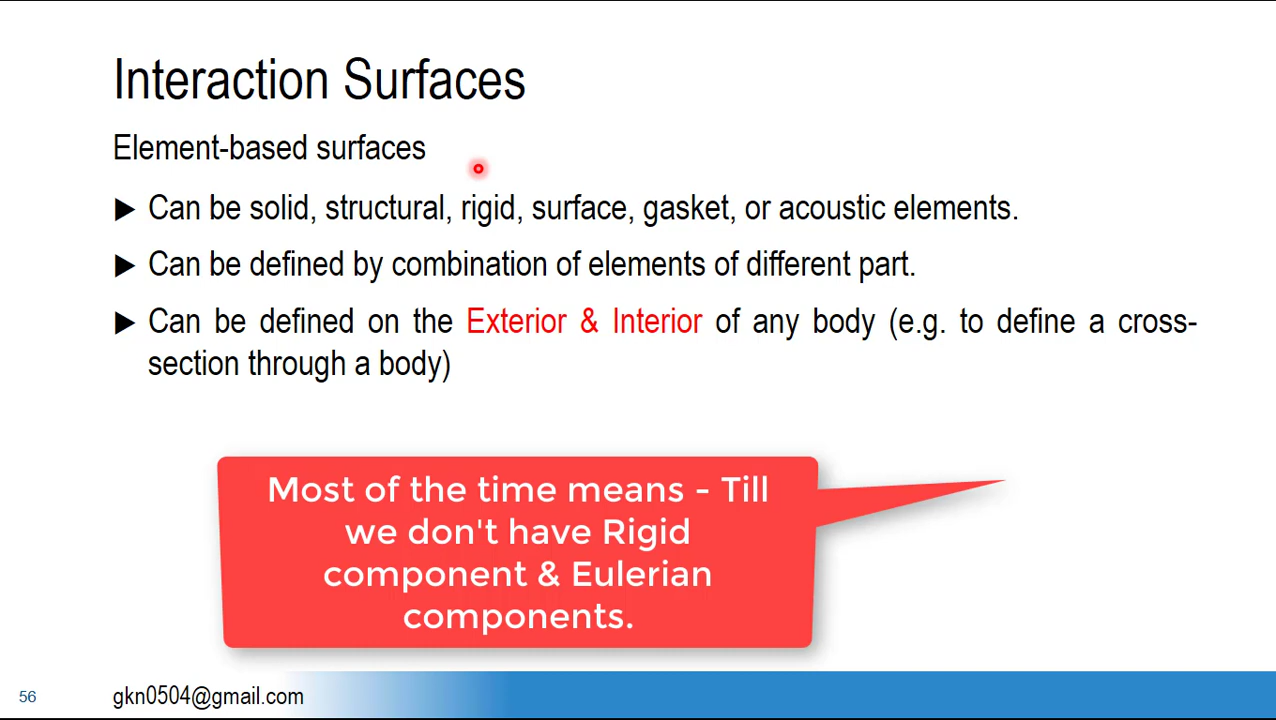 Interaction Surfaces
Element-based surfaces
Can be solid, structural, rigid, surface, gasket, or acoustic elements.
Can be defined by combination of elements of different part.
Can be defined on the Exterior & Interior of any body (e.g. to define a cross-
section through a body)
Most of the time means - Till
we don't have Rigid
component & Eulerian
components.
56
gkn0504@gmail.com